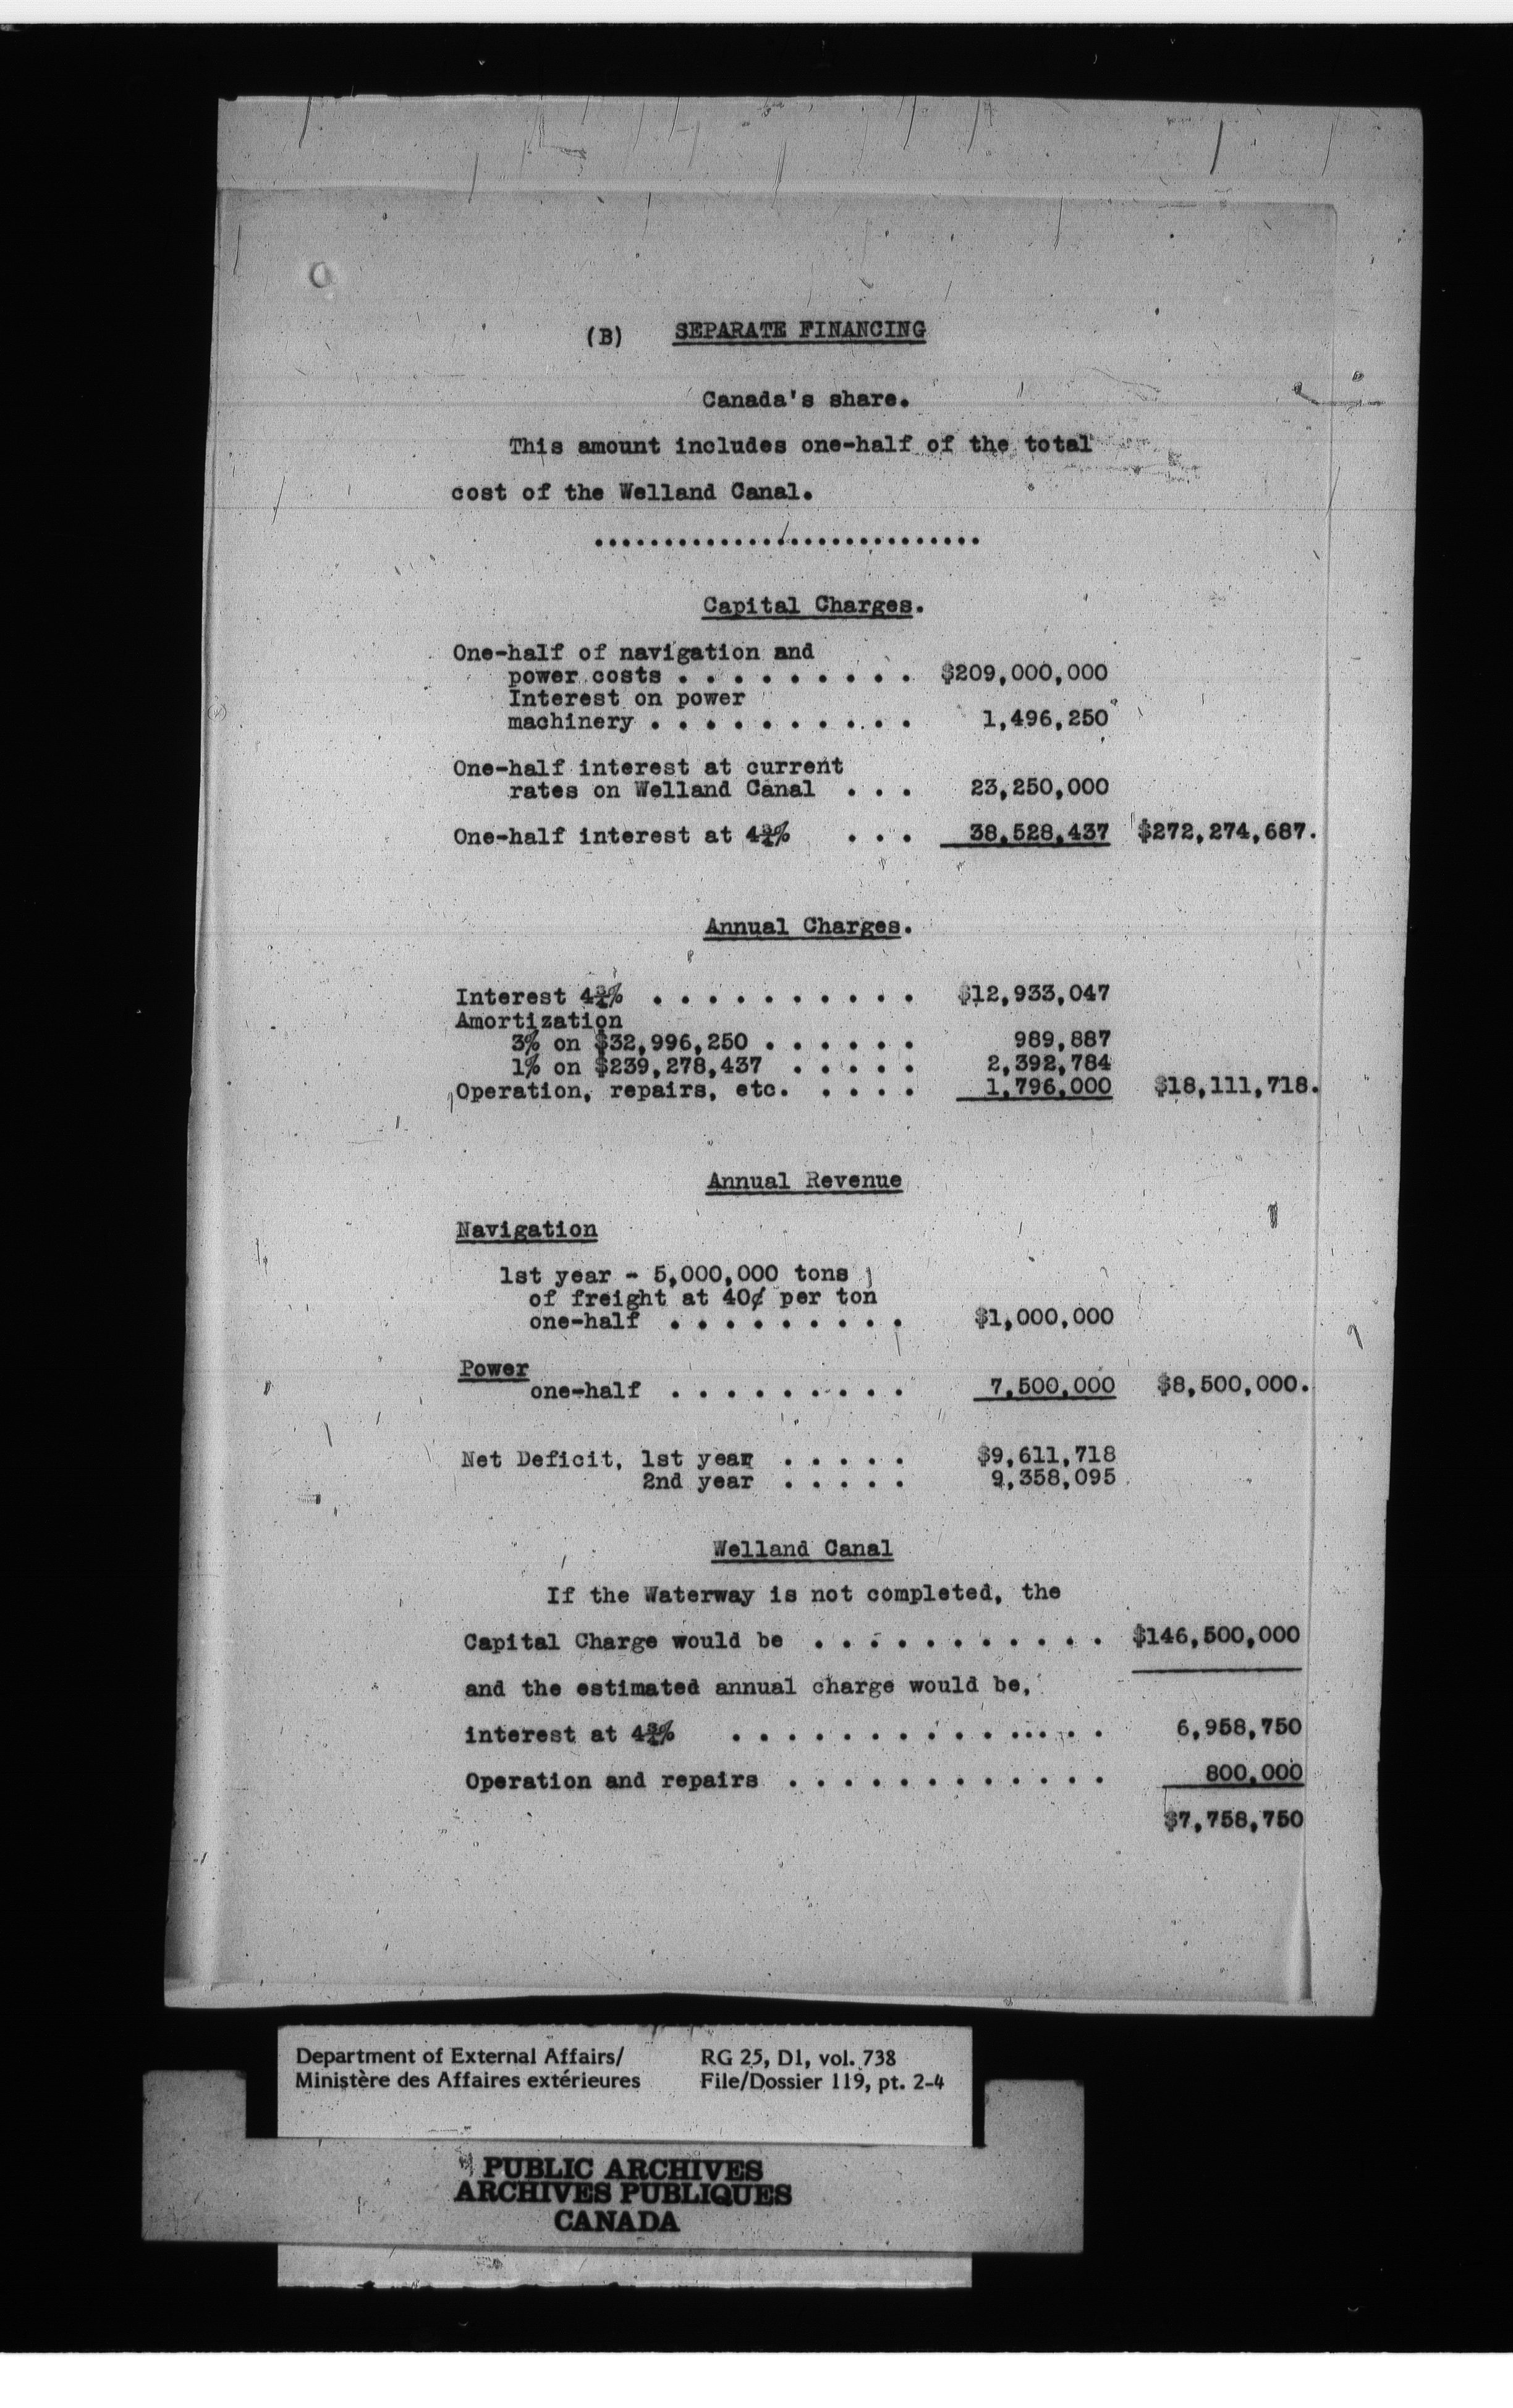 (B) SEPARATE FINANCING
Canada's share.
This amount includes one-half of the total
cost of the Welland Canal.
............................
Capital Charges.
One-half of navigation and
power costs . . . . . . . . . $209,000,000
Interest on power
machinery . . . . . . . . . . 1,496,250
One-half interest at current
rates on Welland Canal . . . 23,250,000
One-half interest at 4¾% . . . 38,528,437 $272,274,687.
Annual Charges.
Interest 4¾% . . . . . . . . . . $12,933,047
Amortization
3% on $32,996,250 . . . . . . 989,887
1% on $239,278,437 . . . . . 2,392,784
Operation, repairs, etc. . . . . 1,796,000 $18,111,718.
Annual Revenue
Navigation
1st year - 5,000,000 tons
of freight at 40¢ per ton
one-half . . . . . . . . . $1,000,000
Power
one-half . . . . . . . . . 7,500,000 $8,500,000.
Net Deficit, 1st year . . . . . $9,611,718
2nd year . . . . . 9,358,095
Welland Canal
If the Waterway is not completed, the
Capital Charge would be . . . . . . . . . . . $146,500,000
and the estimated annual charge would be,
interest at 4¾% . . . . . . . . . . . . . . . 6,958,750
Operation and repairs . . . . . . . . . . . . 800,000
$7,758,750
Department of External Affairs/ RG 25, D1, vol. 738
Ministère des Affaires extérieures File/Dossier 119, pt. 2-4
PUBLIC ARCHIVES
ARCHIVES PUBLIQUES
CANADA